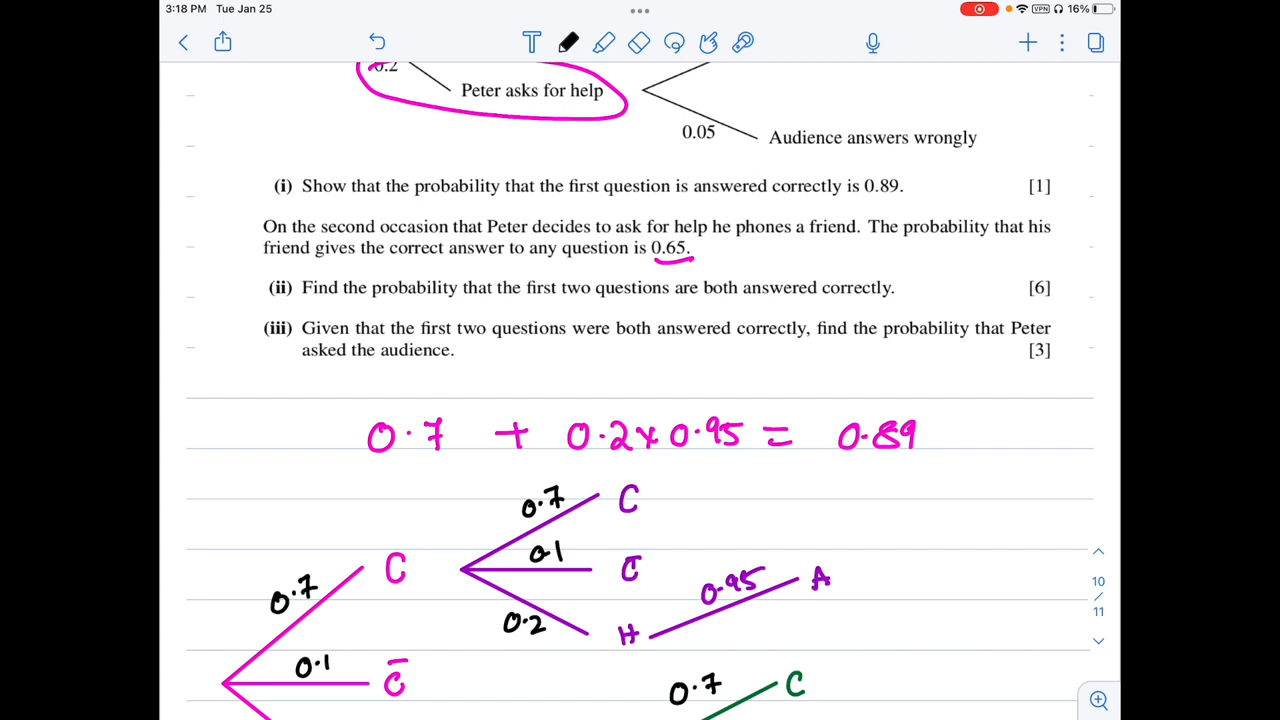 3:18 PM Tue Jan 25
VPN 16%
0.2
Peter asks for help
0.05
Audience answers wrongly
(i) Show that the probability that the first question is answered correctly is 0.89. [1]
On the second occasion that Peter decides to ask for help he phones a friend. The probability that his
friend gives the correct answer to any question is 0.65.
(ii) Find the probability that the first two questions are both answered correctly. [6]
(iii) Given that the first two questions were both answered correctly, find the probability that Peter
asked the audience. [3]
0.7 + 0.2 x 0.95 = 0.89
0.7 C
0.1 C̅
0.95 A
0.2 H
0.7 C
0.1 C̅
0.7 C
10
/
11